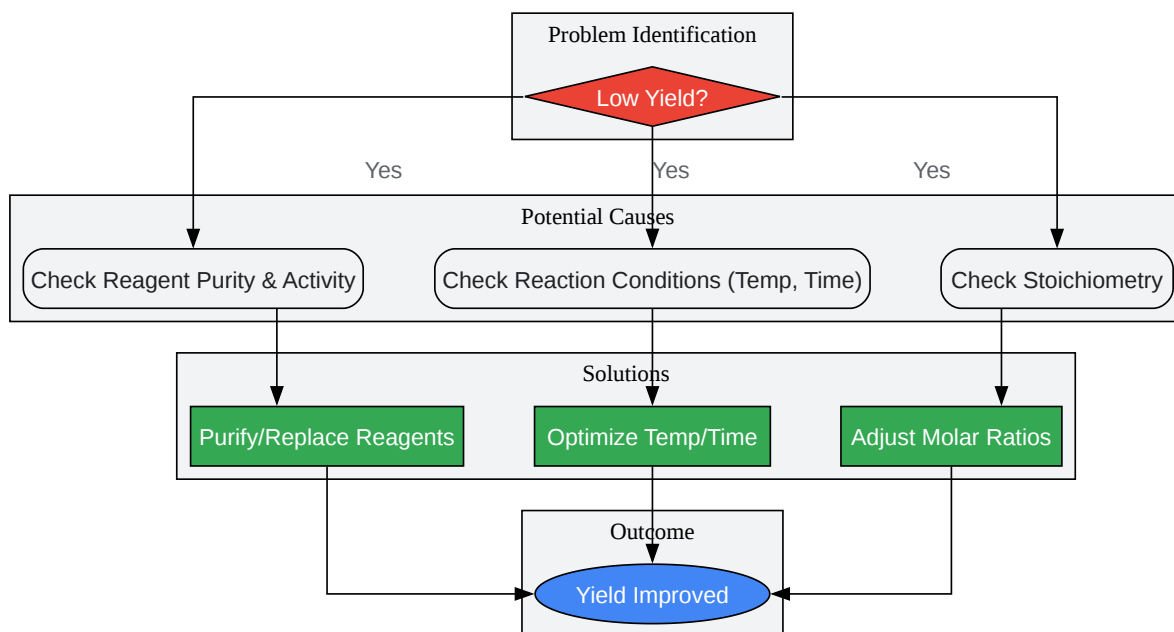 Problem Identification
Low Yield?
Yes
Yes
Yes
Potential Causes
Check Reagent Purity & Activity
Check Reaction Conditions (Temp, Time)
Check Stoichiometry
Solutions
Purify/Replace Reagents
Optimize Temp/Time
Adjust Molar Ratios
Outcome
Yield Improved